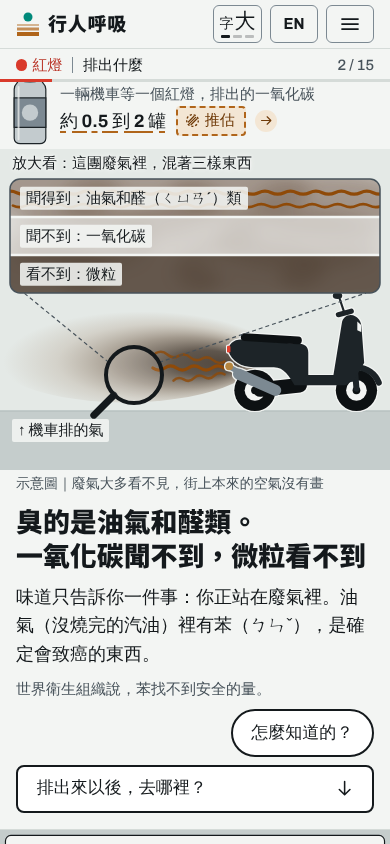 行人呼吸
字大
EN
紅燈 排出什麼 2 / 15
一輛機車等一個紅燈，排出的一氧化碳
約 0.5 到 2 罐 推估 →
放大看：這團廢氣裡，混著三樣東西
聞得到：油氣和醛（ㄑㄩㄢˊ）類
聞不到：一氧化碳
看不到：微粒
↑ 機車排的氣
示意圖｜廢氣大多看不見，街上本來的空氣沒有畫
臭的是油氣和醛類。
一氧化碳聞不到，微粒看不到
味道只告訴你一件事：你正站在廢氣裡。油
氣（沒燒完的汽油）裡有苯（ㄅㄣˇ），是確
定會致癌的東西。
世界衛生組織說，苯找不到安全的量。
怎麼知道的？
排出來以後，去哪裡？ ↓